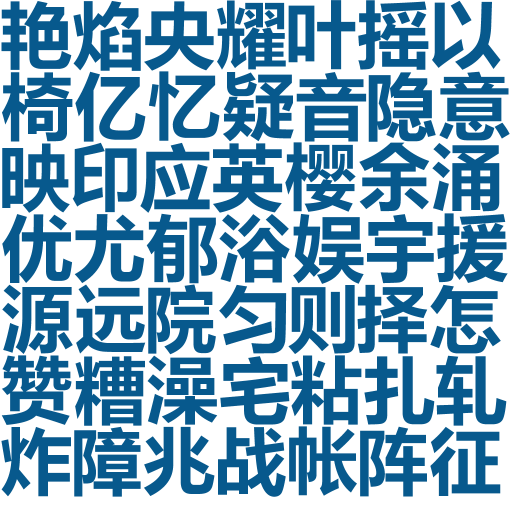 艳焰央耀叶摇以
椅亿忆疑音隐意
映印应英樱余涌
优尤郁浴娱宇援
源远院匀则择怎
赞糟澡宅粘扎轧
炸障兆战帐阵征